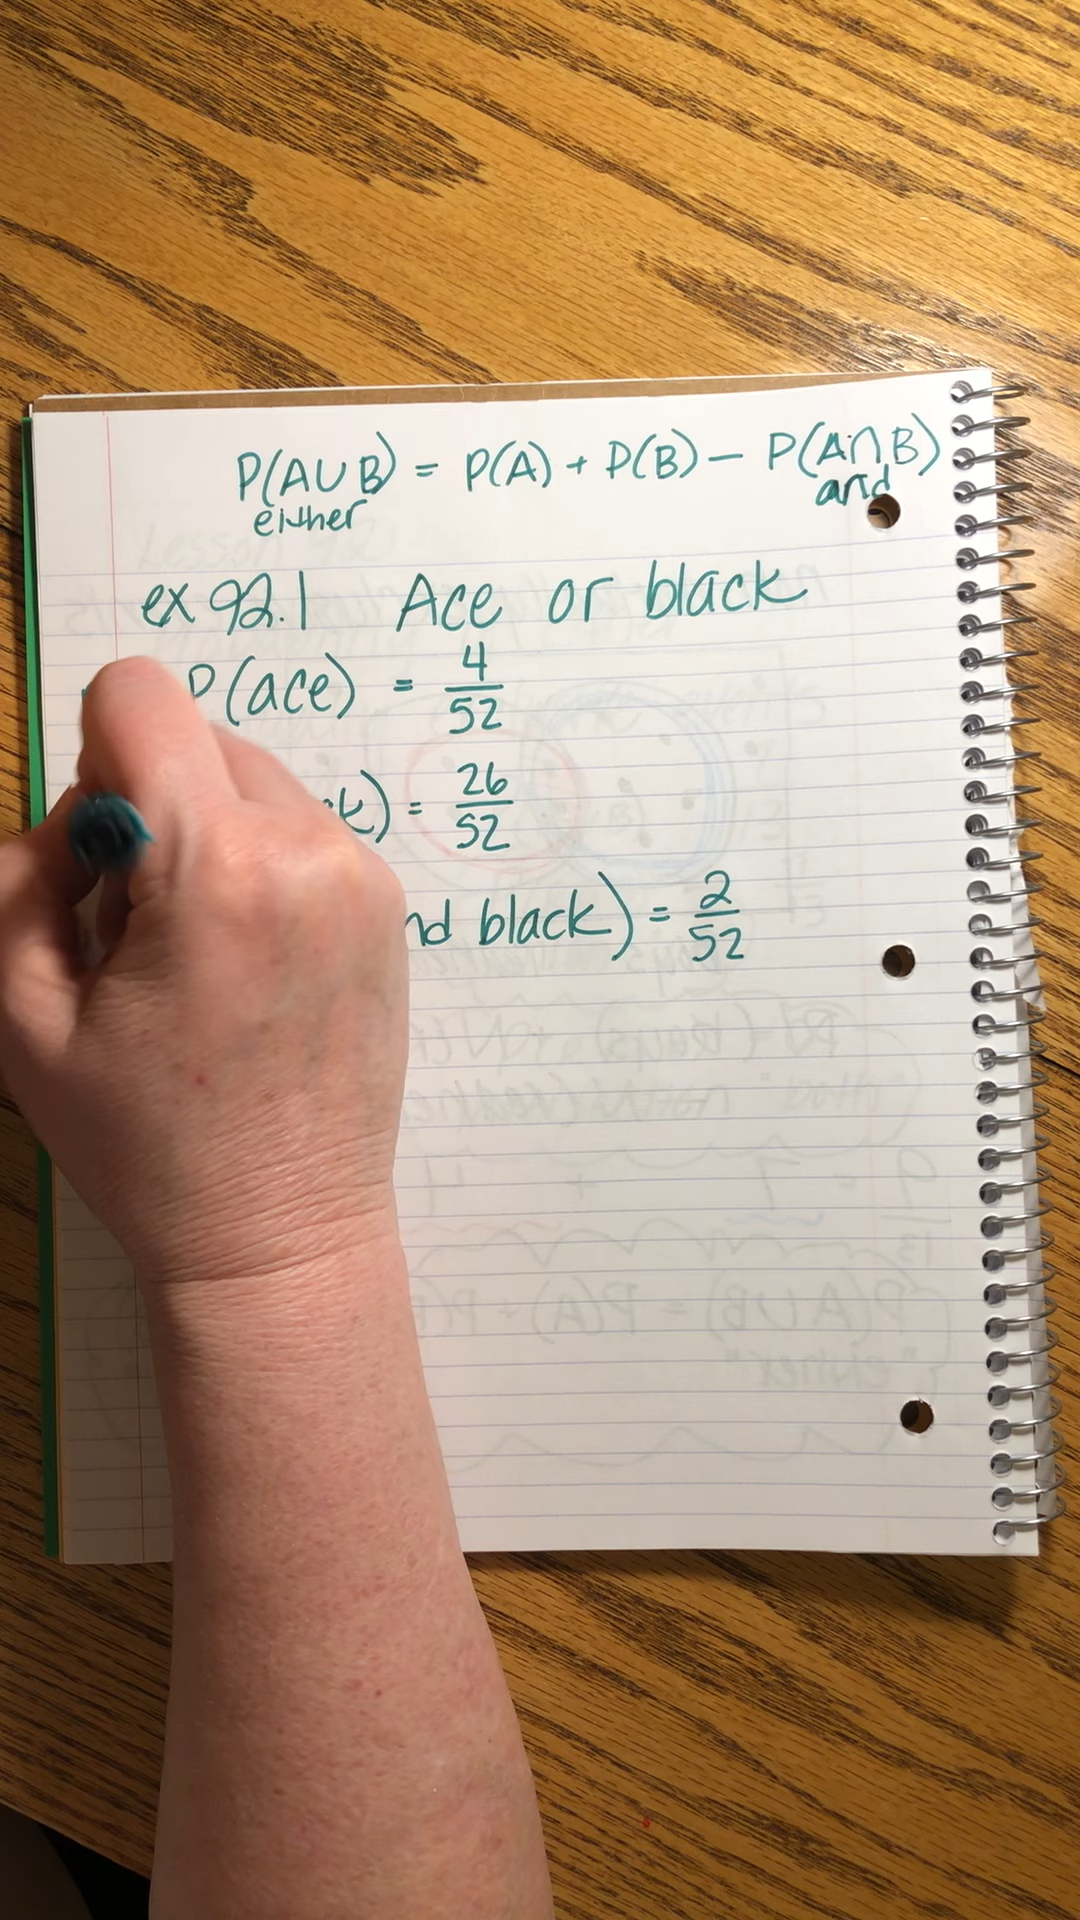 P(A∪B) = P(A) + P(B) − P(A∩B)
either and
ex 92.1 Ace or black
P(ace) = 4/52
k) = 26/52
nd black) = 2/52